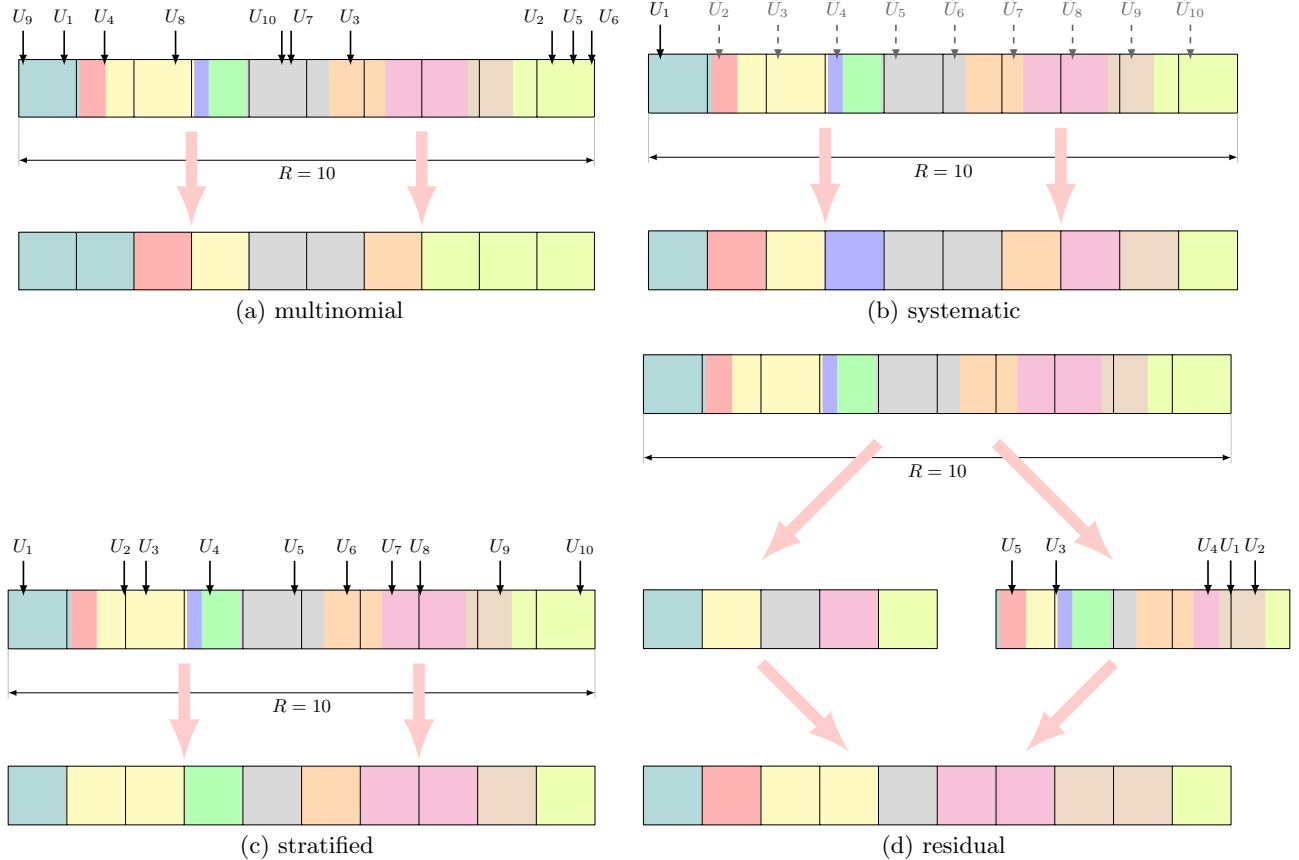 U₉ U₁ U₄ U₈ U₁₀ U₇ U₃ U₂ U₅ U₆
R = 10
(a) multinomial
U₁ U₂ U₃ U₄ U₅ U₆ U₇ U₈ U₉ U₁₀
R = 10
(b) systematic
U₁ U₂ U₃ U₄ U₅ U₆ U₇ U₈ U₉ U₁₀
R = 10
(c) stratified
R = 10
U₅ U₃ U₄ U₁ U₂
(d) residual